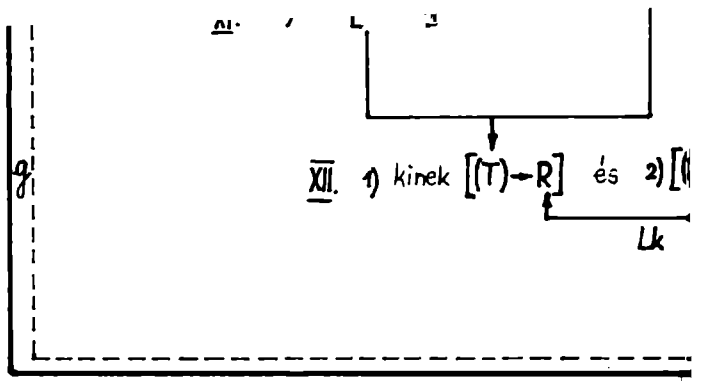 g
XII. 1) kinek [(T)→R] és 2) [(
Lk